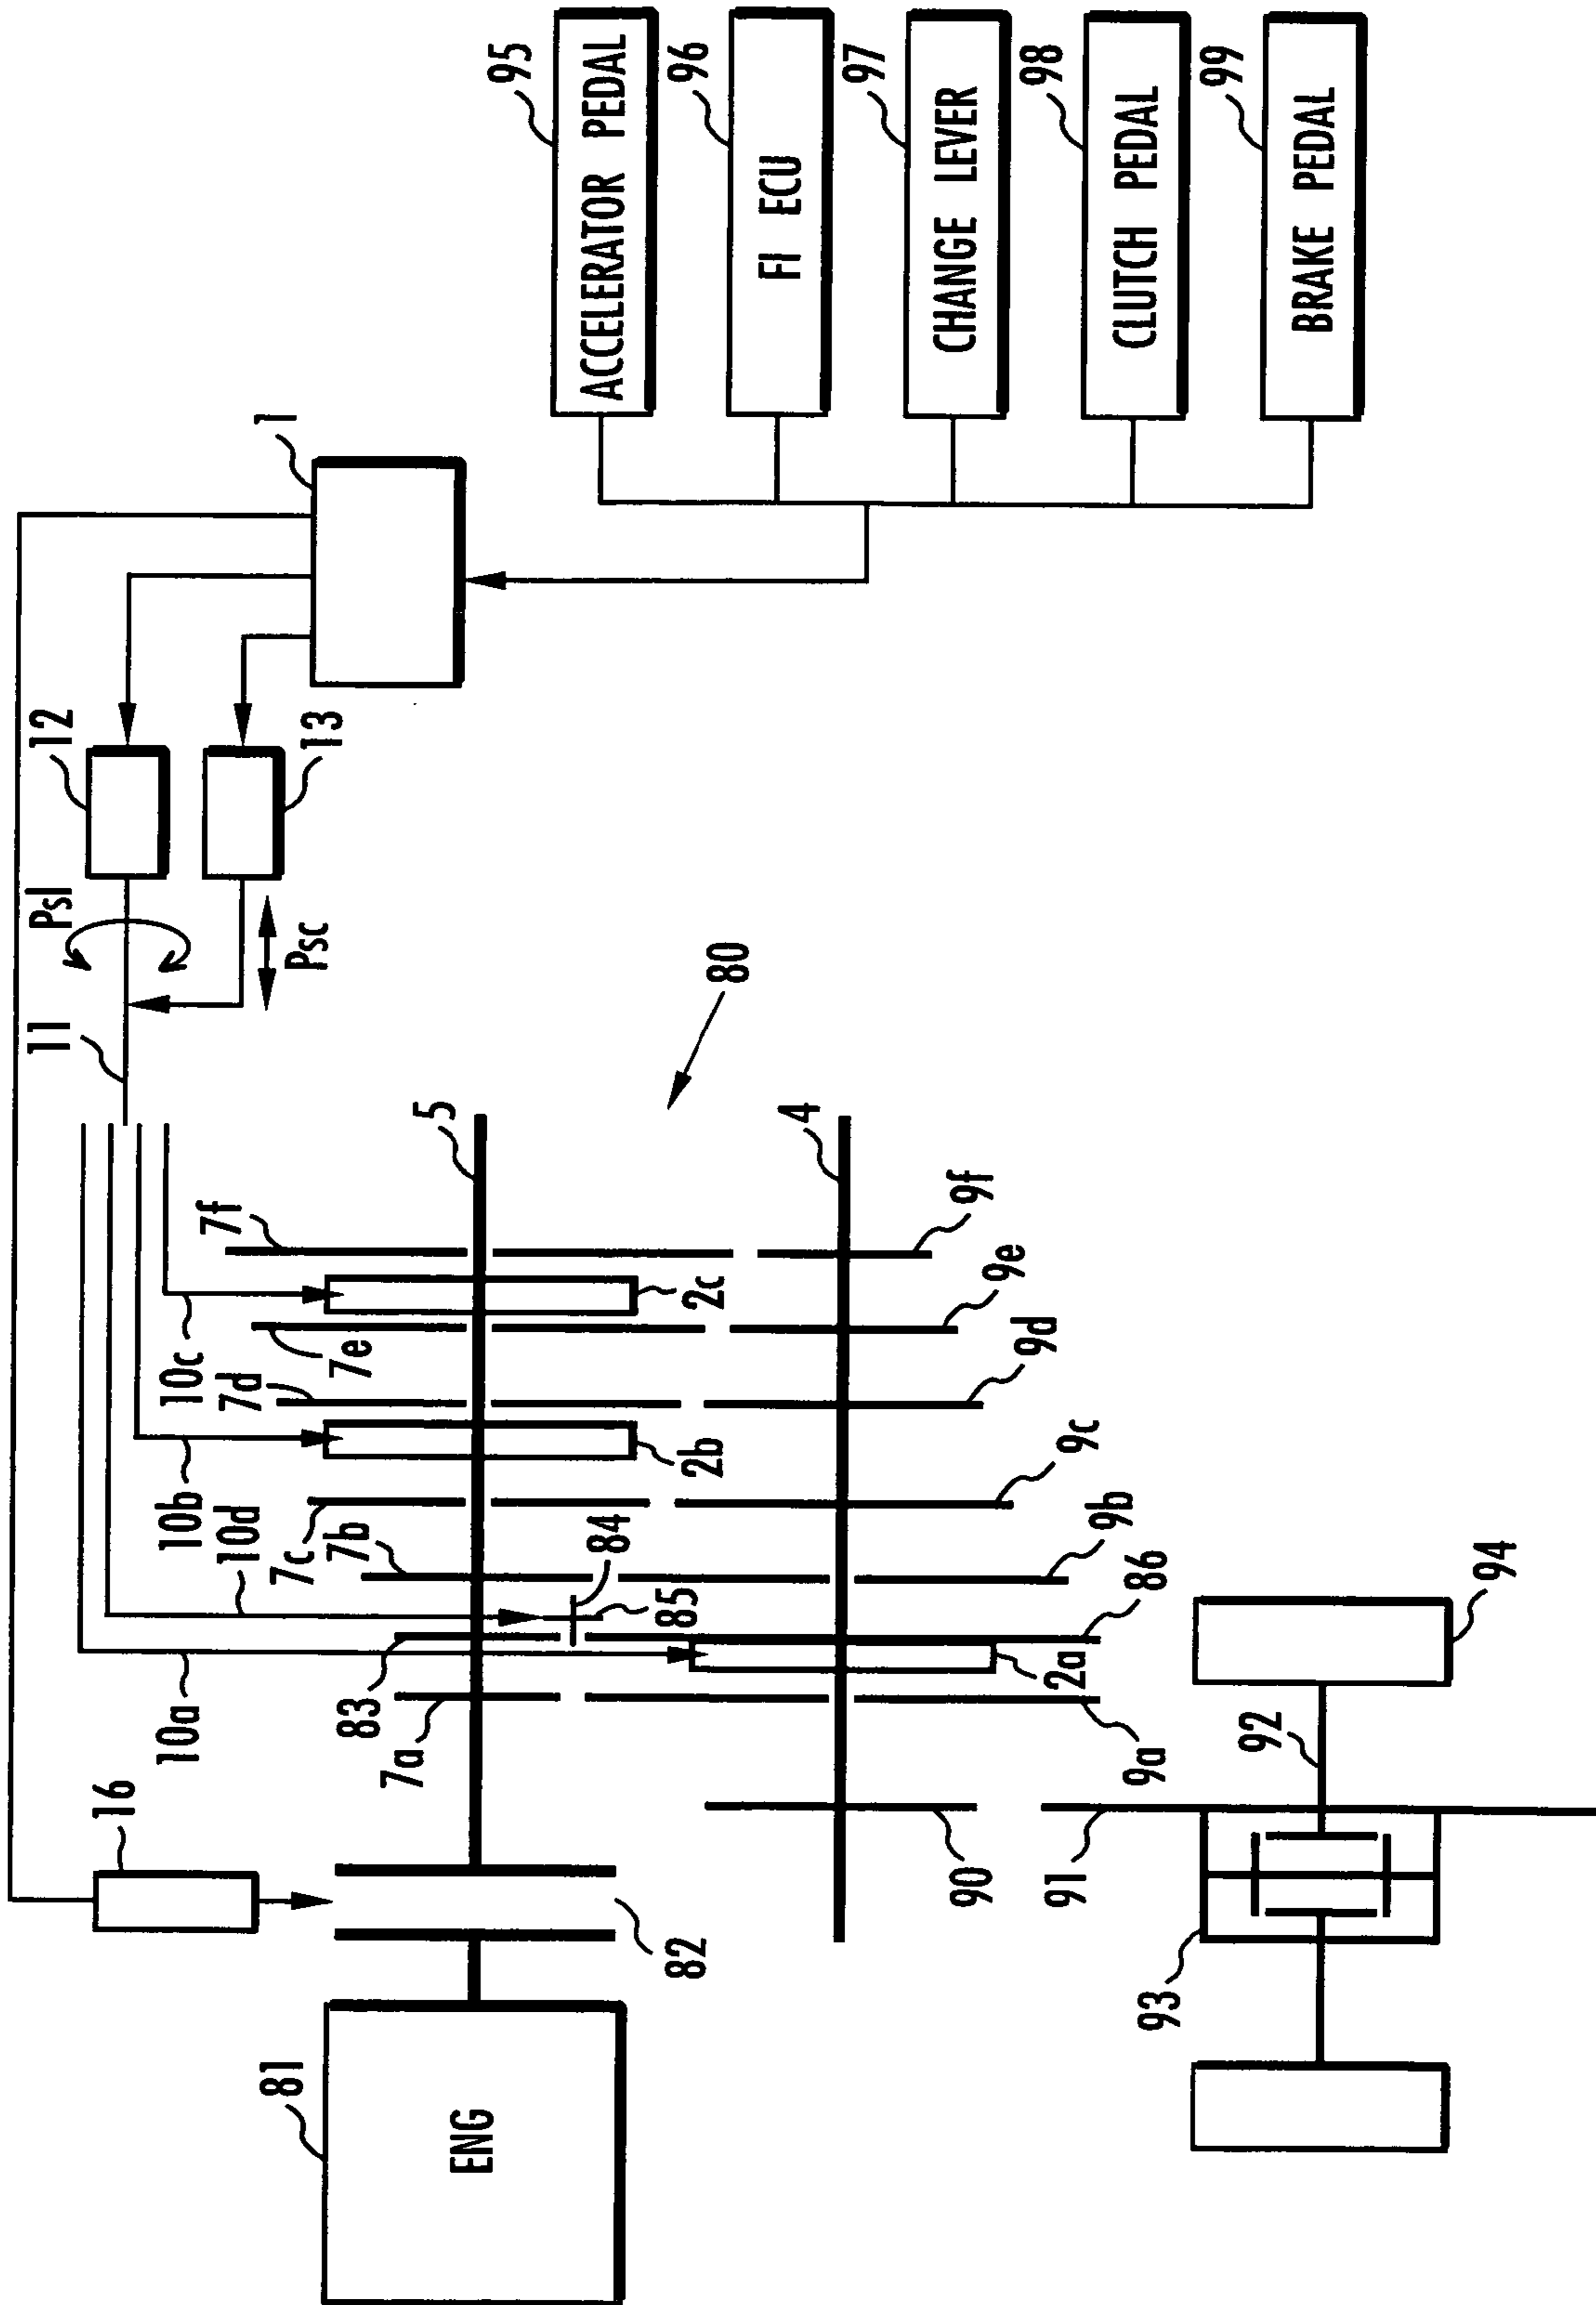 95
ACCELERATOR PEDAL
96
FI ECU
97
CHANGE LEVER
98
CLUTCH PEDAL
99
BRAKE PEDAL
1
12
13
Psl
Psc
11
80
5
4
7f
9f
2c
9e
7e
10c
7d
9d
2b
9c
10b
10d
7c
7b
84
9b
85
86
10a
83
2a
7a
9a
94
92
16
90
91
82
93
81
ENG